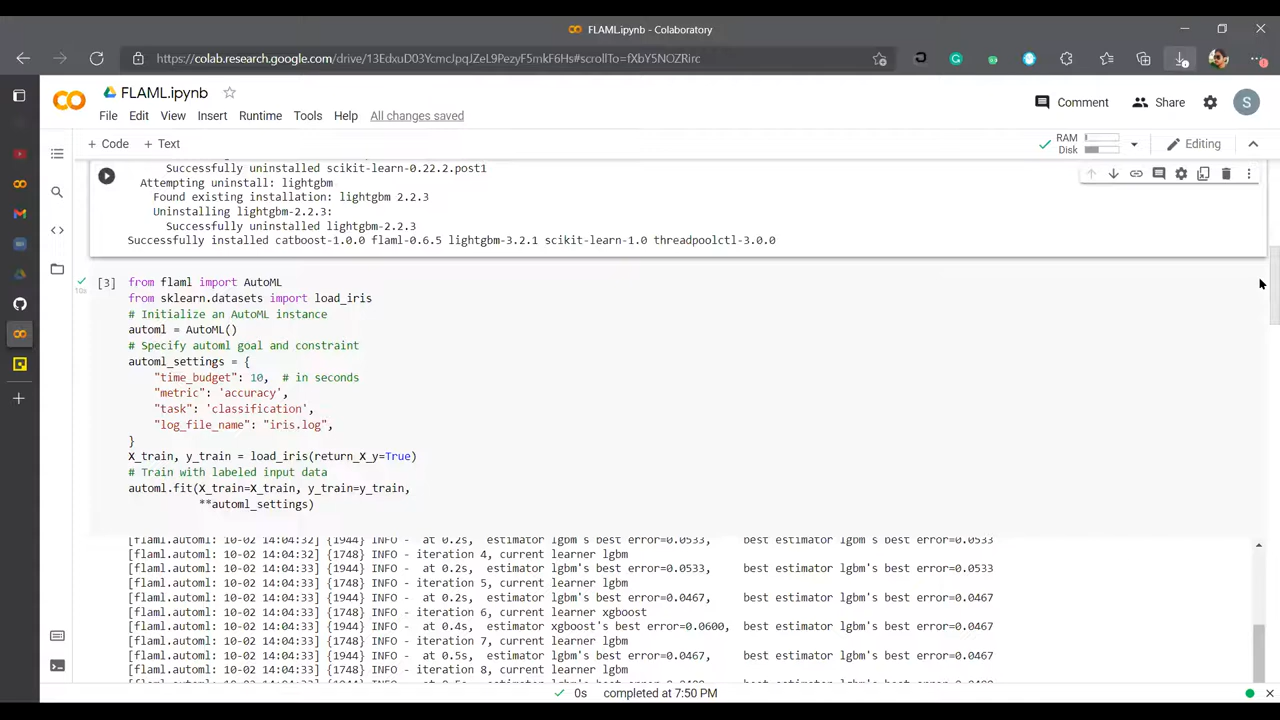 FLAML.ipynb - Colaboratory
https://colab.research.google.com/drive/13EdxuD03YcmcJpqJZeL9PezyF5mkF6Hs#scrollTo=fXbY5NOZRirc
FLAML.ipynb
File Edit View Insert Runtime Tools Help All changes saved
Comment Share S
+ Code + Text
RAM
Disk
Editing
Successfully uninstalled scikit-learn-0.22.2.post1
Attempting uninstall: lightgbm
Found existing installation: lightgbm 2.2.3
Uninstalling lightgbm-2.2.3:
Successfully uninstalled lightgbm-2.2.3
Successfully installed catboost-1.0.0 flaml-0.6.5 lightgbm-3.2.1 scikit-learn-1.0 threadpoolctl-3.0.0
[3] from flaml import AutoML
10s
from sklearn.datasets import load_iris
# Initialize an AutoML instance
automl = AutoML()
# Specify automl goal and constraint
automl_settings = {
"time_budget": 10, # in seconds
"metric": 'accuracy',
"task": 'classification',
"log_file_name": "iris.log",
}
X_train, y_train = load_iris(return_X_y=True)
# Train with labeled input data
automl.fit(X_train=X_train, y_train=y_train,
**automl_settings)
[flaml.automl: 10-02 14:04:32] {1944} INFO - at 0.2s, estimator lgbm's best error=0.0533, best estimator lgbm's best error=0.0533
[flaml.automl: 10-02 14:04:32] {1748} INFO - iteration 4, current learner lgbm
[flaml.automl: 10-02 14:04:33] {1944} INFO - at 0.2s, estimator lgbm's best error=0.0533, best estimator lgbm's best error=0.0533
[flaml.automl: 10-02 14:04:33] {1748} INFO - iteration 5, current learner lgbm
[flaml.automl: 10-02 14:04:33] {1944} INFO - at 0.2s, estimator lgbm's best error=0.0467, best estimator lgbm's best error=0.0467
[flaml.automl: 10-02 14:04:33] {1748} INFO - iteration 6, current learner xgboost
[flaml.automl: 10-02 14:04:33] {1944} INFO - at 0.4s, estimator xgboost's best error=0.0600, best estimator lgbm's best error=0.0467
[flaml.automl: 10-02 14:04:33] {1748} INFO - iteration 7, current learner lgbm
[flaml.automl: 10-02 14:04:33] {1944} INFO - at 0.5s, estimator lgbm's best error=0.0467, best estimator lgbm's best error=0.0467
[flaml.automl: 10-02 14:04:33] {1748} INFO - iteration 8, current learner lgbm
0s completed at 7:50 PM